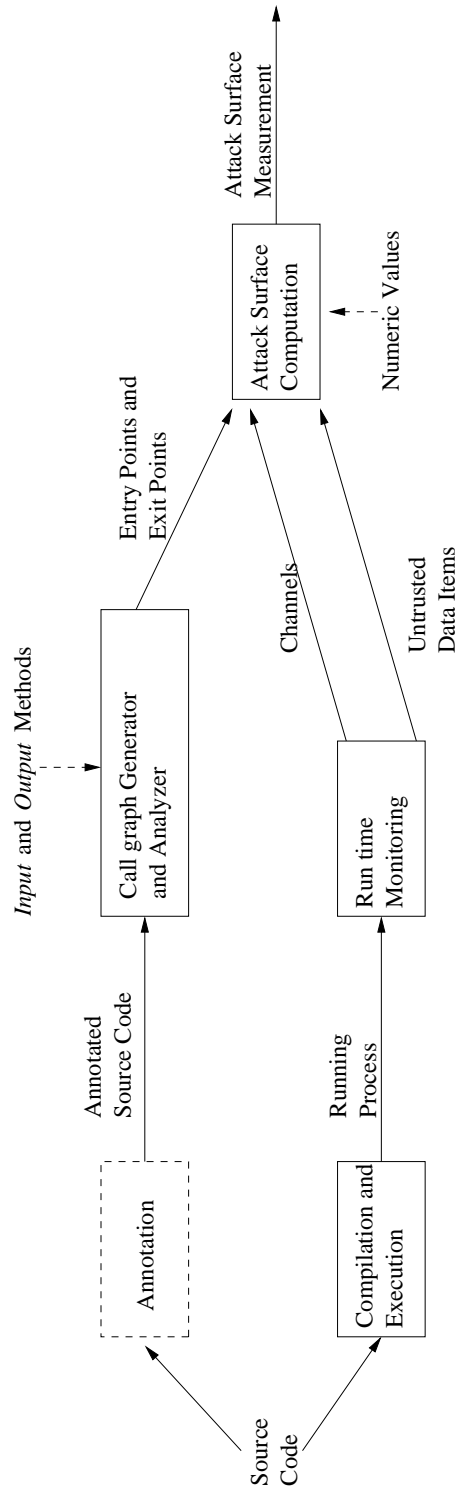 Source
Code
Annotation
Annotated
Source Code
Input and Output Methods
Call graph Generator
and Analyzer
Entry Points and
Exit Points
Compilation and
Execution
Running
Process
Run time
Monitoring
Channels
Untrusted
Data Items
Attack Surface
Computation
Numeric Values
Attack Surface
Measurement